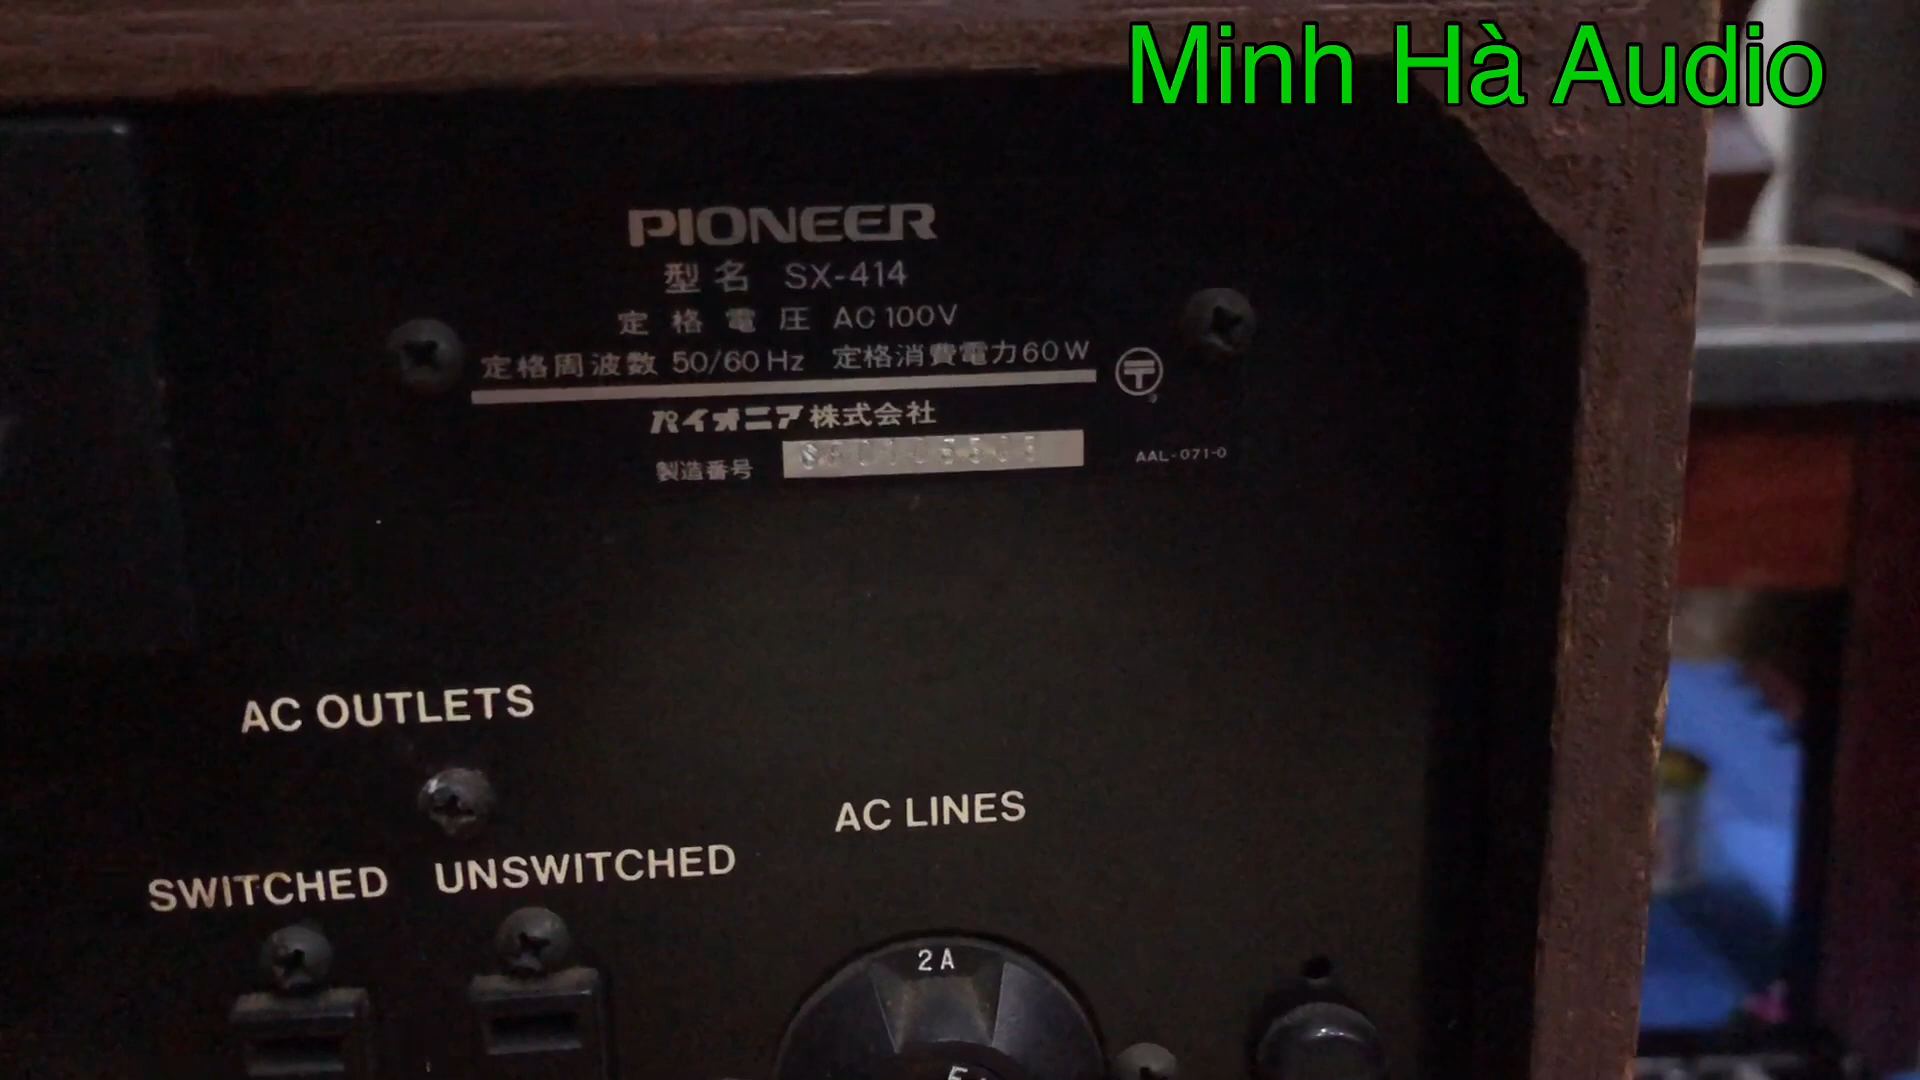 Minh Hà Audio
PIONEER
型名 SX-414
定格電圧 AC 100V
定格周波数 50/60 Hz 定格消費電力 60W
パイオニア株式会社
製造番号
AAL-071-0
AC OUTLETS
AC LINES
SWITCHED UNSWITCHED
2A